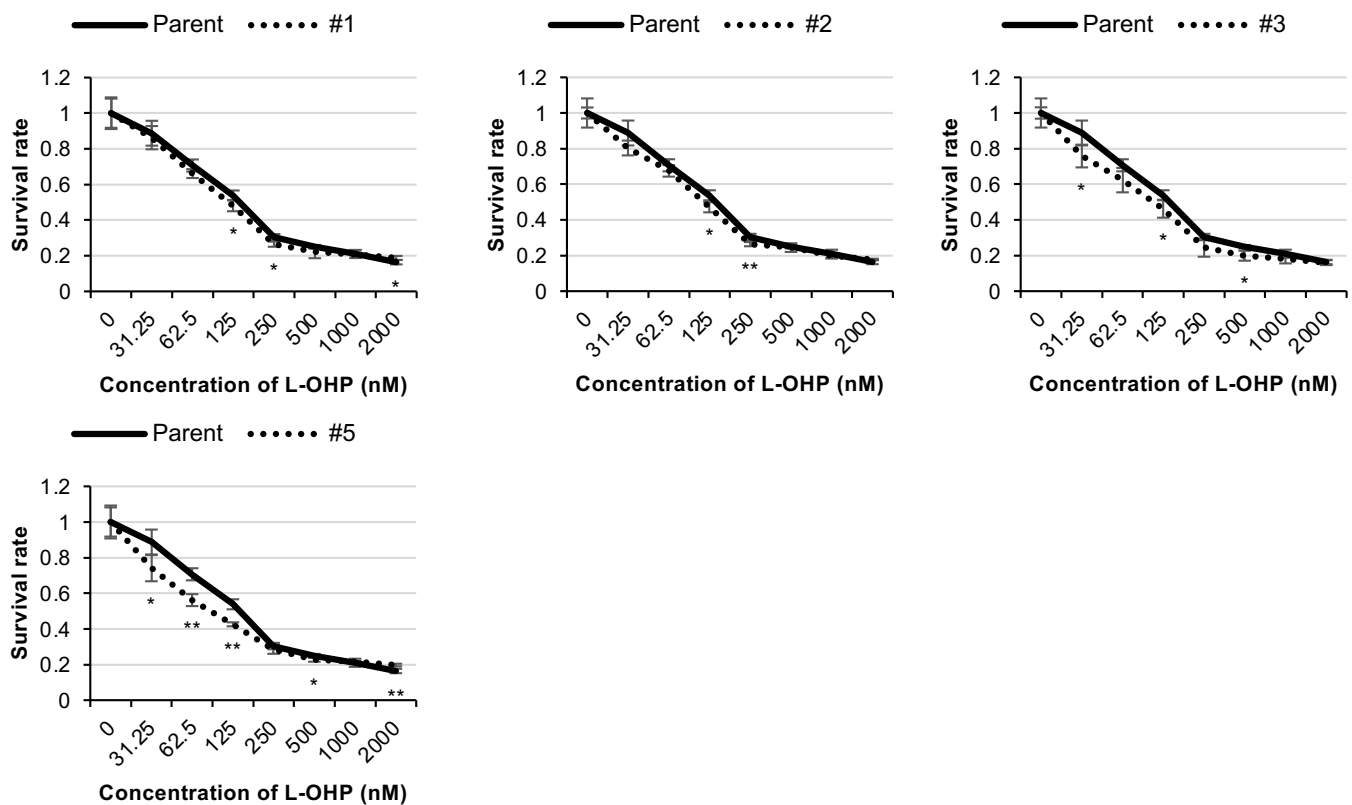 Parent #1
1.2
1
0.8
0.6
0.4
0.2
0
Survival rate
* * *
0 31.25 62.5 125 250 500 1000 2000
Concentration of L-OHP (nM)
Parent #2
1.2
1
0.8
0.6
0.4
0.2
0
Survival rate
* **
0 31.25 62.5 125 250 500 1000 2000
Concentration of L-OHP (nM)
Parent #3
1.2
1
0.8
0.6
0.4
0.2
0
Survival rate
* * *
0 31.25 62.5 125 250 500 1000 2000
Concentration of L-OHP (nM)
Parent #5
1.2
1
0.8
0.6
0.4
0.2
0
Survival rate
* ** ** * **
0 31.25 62.5 125 250 500 1000 2000
Concentration of L-OHP (nM)